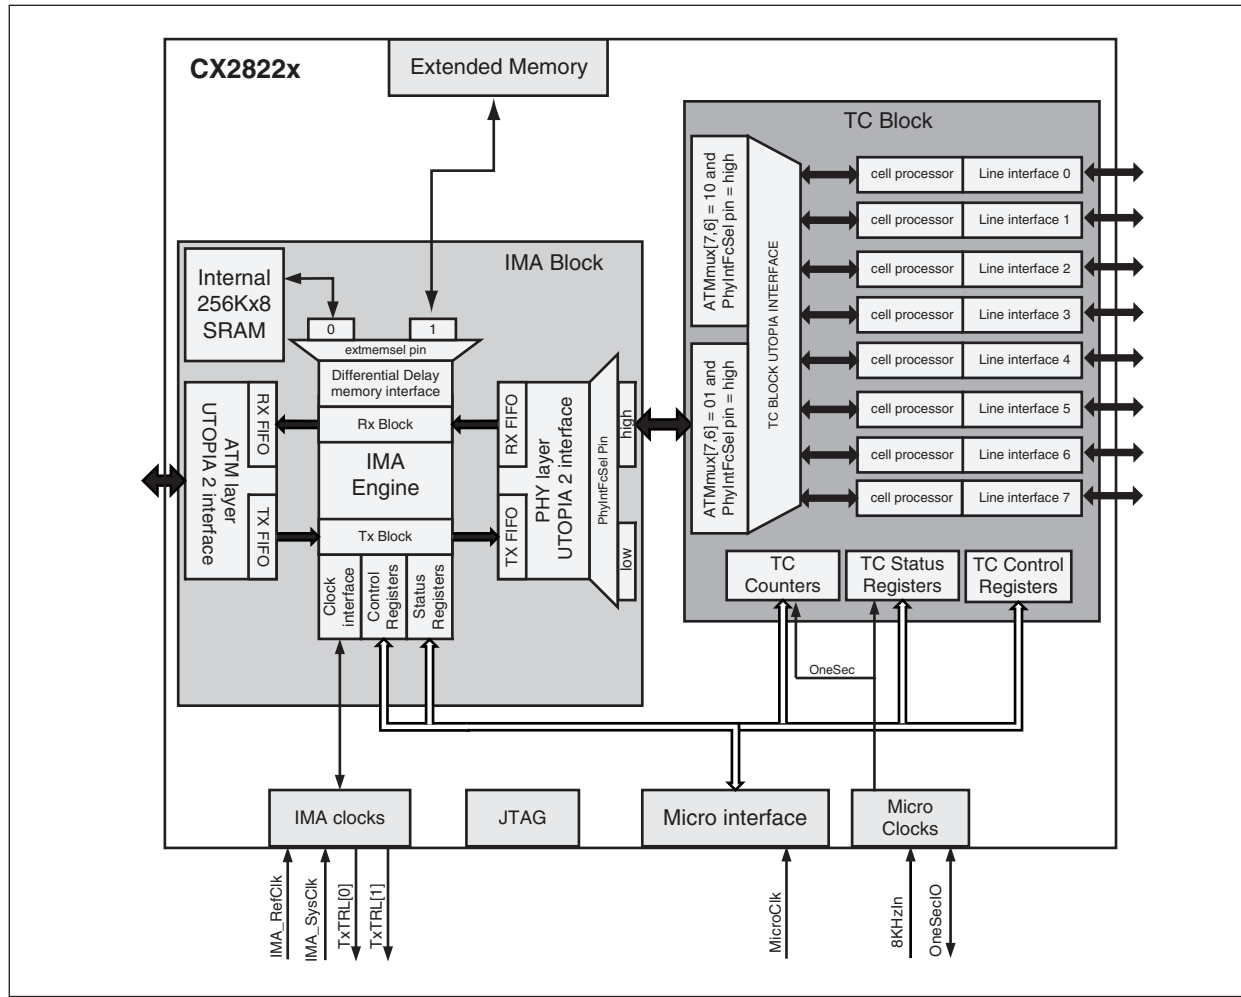 CX2822x
Extended Memory
TC Block
ATMmux[7,6] = 10 and
PhyIntFcSel pin = high
ATMmux[7,6] = 01 and
PhyIntFcSel pin = high
TC BLOCK UTOPIA INTERFACE
cell processor
Line interface 0
cell processor
Line interface 1
cell processor
Line interface 2
cell processor
Line interface 3
cell processor
Line interface 4
cell processor
Line interface 5
cell processor
Line interface 6
cell processor
Line interface 7
TC
Counters
TC Status
Registers
TC Control
Registers
OneSec
IMA Block
Internal
256Kx8
SRAM
0
1
extmemsel pin
Differential Delay
memory interface
Rx Block
IMA
Engine
Tx Block
Clock
interface
Control
Registers
Status
Registers
ATM layer
UTOPIA 2 interface
RX FIFO
TX FIFO
RX FIFO
TX FIFO
PHY layer
UTOPIA 2 interface
PhyIntFcSel Pin
high
low
IMA clocks
JTAG
Micro interface
Micro
Clocks
IMA_RefClk
IMA_SysClk
TxTRL[0]
TxTRL[1]
MicroClk
8KHzIn
OneSecIO